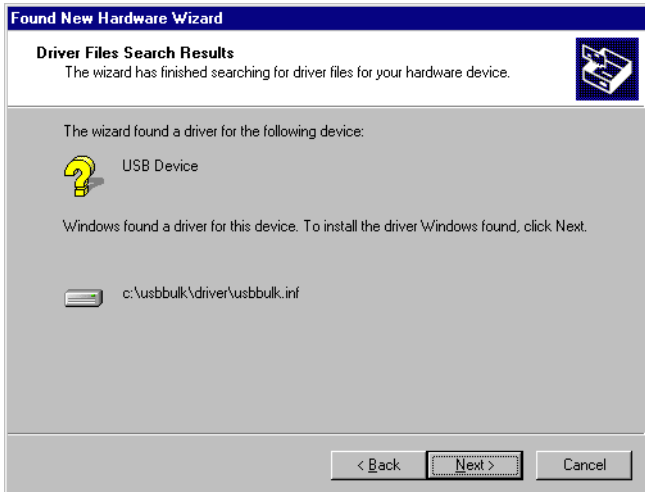 Found New Hardware Wizard
Driver Files Search Results
The wizard has finished searching for driver files for your hardware device.
The wizard found a driver for the following device:
USB Device
Windows found a driver for this device. To install the driver Windows found, click Next.
c:\usbbulk\driver\usbbulk.inf
< Back Next > Cancel